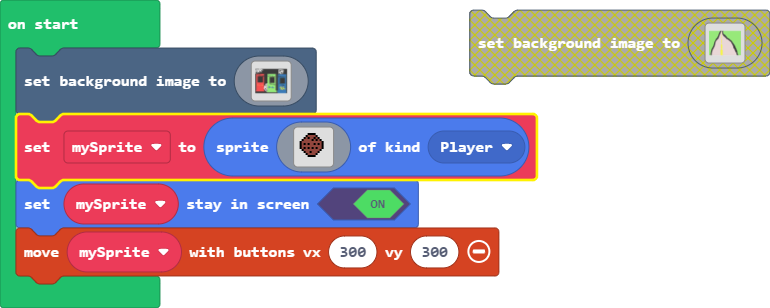 on start
set background image to
set background image to
set mySprite to sprite of kind Player
set mySprite stay in screen ON
move mySprite with buttons vx 300 vy 300